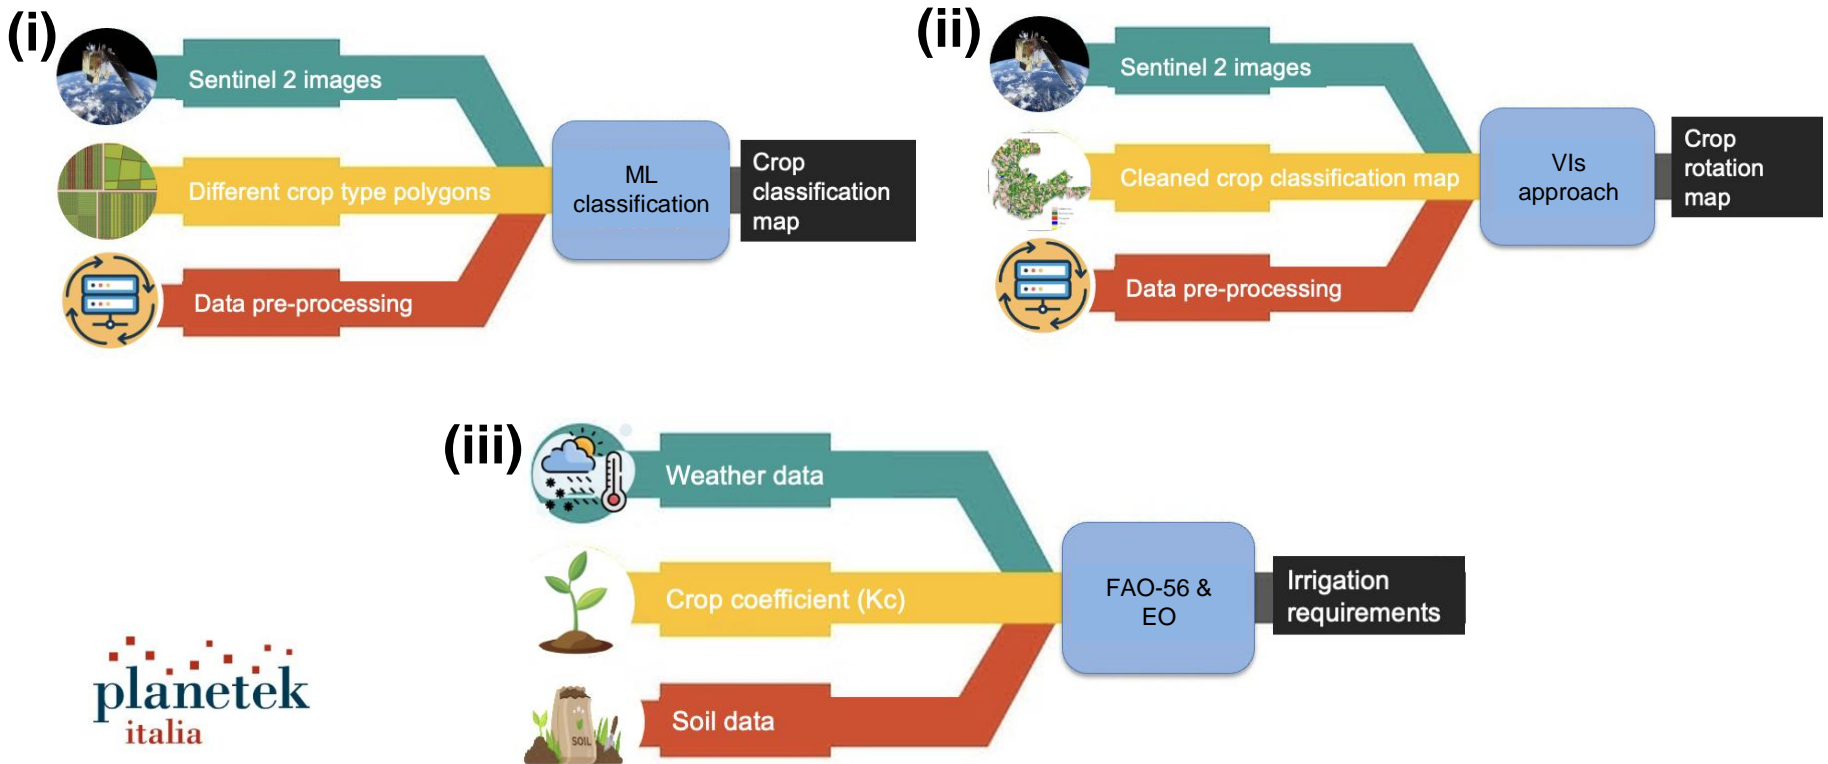 (i)
Sentinel 2 images
Different crop type polygons
Data pre-processing
ML
classification
Crop
classification
map
(ii)
Sentinel 2 images
Cleaned crop classification map
Data pre-processing
VIs
approach
Crop
rotation
map
(iii)
Weather data
Crop coefficient (Kc)
Soil data
SOIL
FAO-56 &
EO
Irrigation
requirements
planetek
italia